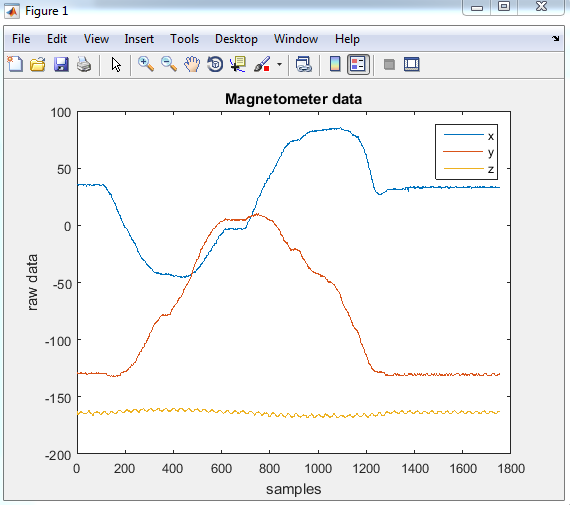 Figure 1
File Edit View Insert Tools Desktop Window Help
Magnetometer data
x
y
z
100
50
0
-50
-100
-150
-200
raw data
0 200 400 600 800 1000 1200 1400 1600 1800
samples